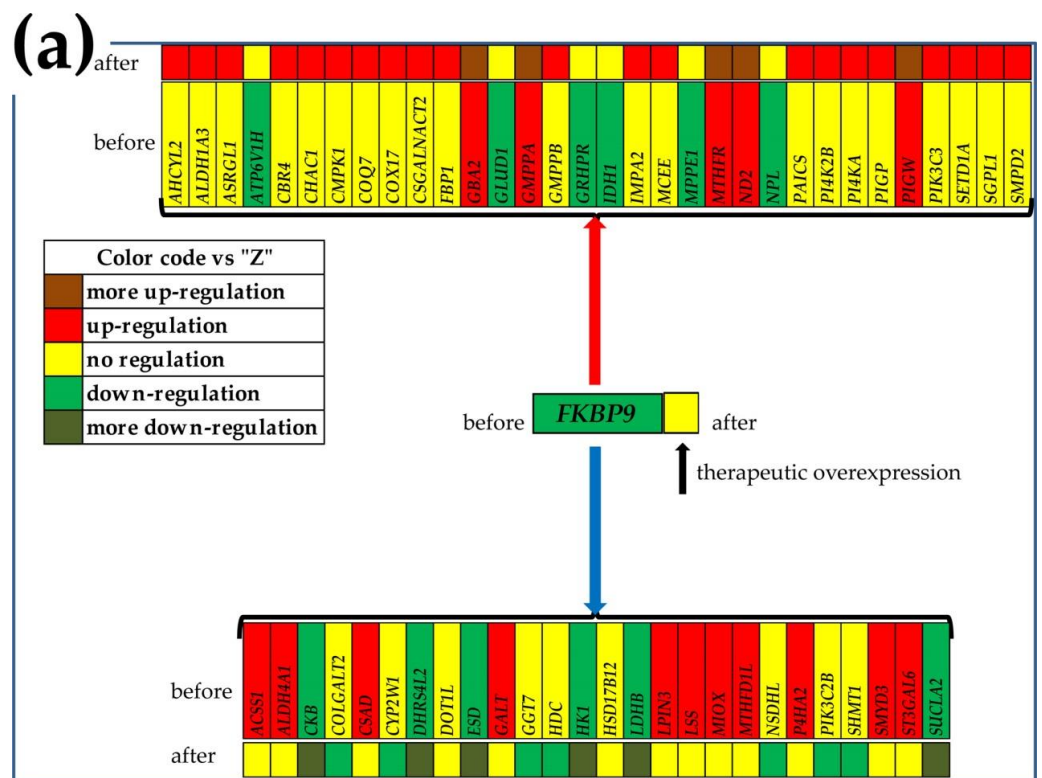 (a)
after
before
AHCYL2 ALDH1A3 ASRGL1 ATP6V1H CBR4 CHAC1 CMPK1 COQ7 COX17 CSGALNACT2 FBP1 GBA2 GLUD1 GMPPA GMPPB GRHPR IDH1 IMPA2 MCEE MPPE1 MTHFR ND2 NPL PAICS PI4K2B PI4KA PIGP PIGW PIK3C3 SETD1A SGPL1 SMPD2
Color code vs "Z"
more up-regulation
up-regulation
no regulation
down-regulation
more down-regulation
before FKBP9 after
therapeutic overexpression
before
ACSS1 ALDH4A1 CKB COLGALT2 CSAD CYP2W1 DHRS4L2 DOT1L ESD GALT GGT7 HDC HK1 HSD17B12 LDHB LPIN3 LSS MIOX MTHFD1L NSDHL P4HA2 PIK3C2B SHMT1 SMYD3 ST3GAL6 SUCLA2
after